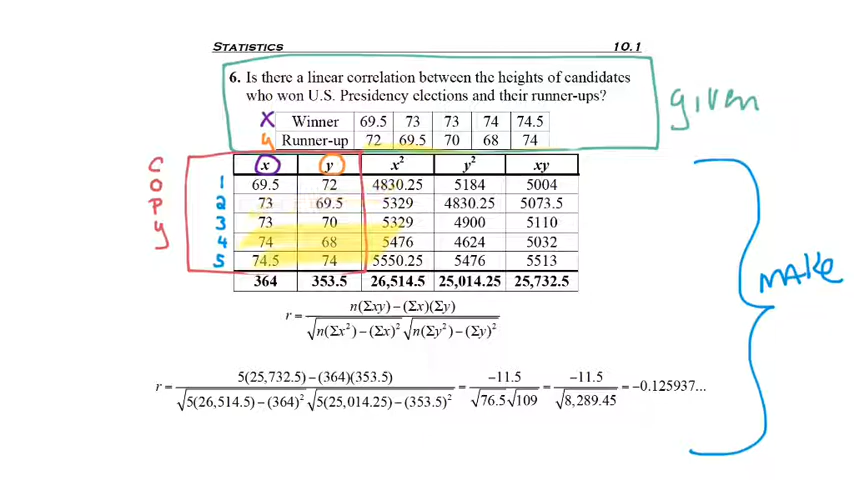 STATISTICS 10.1
6. Is there a linear correlation between the heights of candidates
who won U.S. Presidency elections and their runner-ups?
given
X Winner 69.5 73 73 74 74.5
y Runner-up 72 69.5 70 68 74
COPY
x y x² y² xy
1 69.5 72 4830.25 5184 5004
2 73 69.5 5329 4830.25 5073.5
3 73 70 5329 4900 5110
4 74 68 5476 4624 5032
5 74.5 74 5550.25 5476 5513
364 353.5 26,514.5 25,014.25 25,732.5
MAKE
r = n(Σxy) – (Σx)(Σy) / √n(Σx²) – (Σx)² √n(Σy²) – (Σy)²
r = 5(25,732.5) – (364)(353.5) / √5(26,514.5) – (364)² √5(25,014.25) – (353.5)² = –11.5 / √76.5 √109 = –11.5 / √8,289.45 = –0.125937...